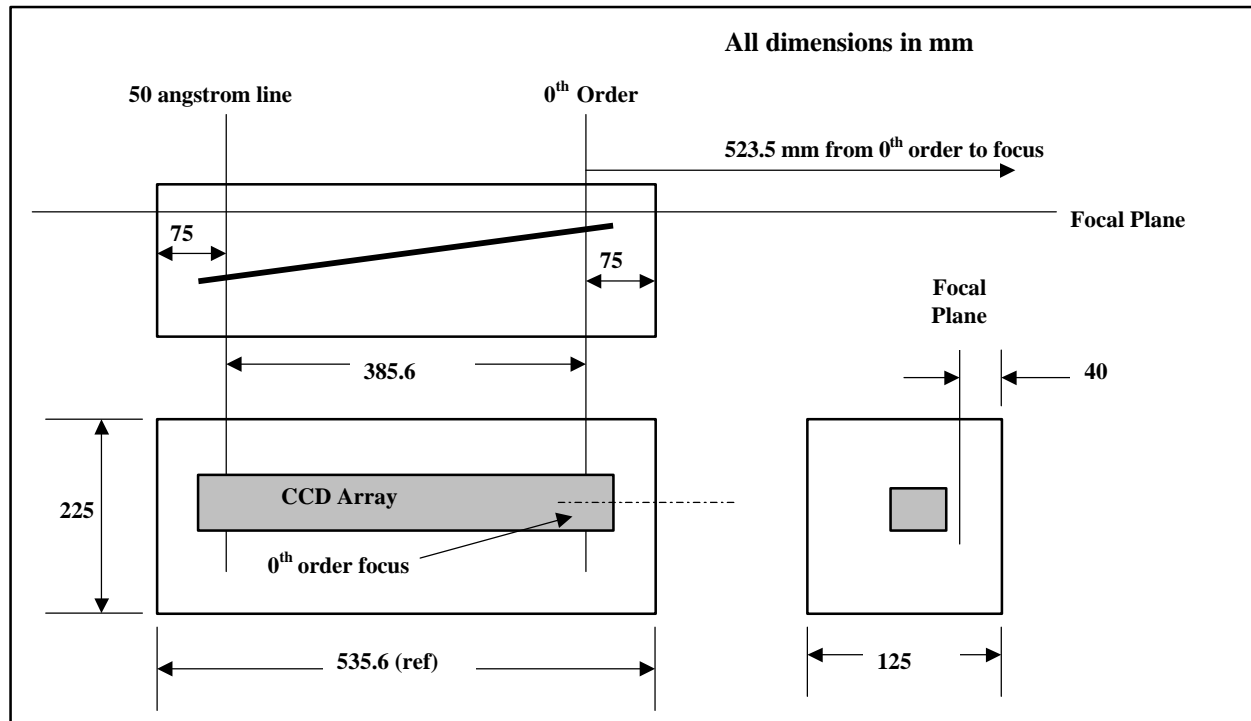 All dimensions in mm
50 angstrom line
0th Order
523.5 mm from 0th order to focus
Focal Plane
75
75
Focal
Plane
385.6
40
CCD Array
225
0th order focus
535.6 (ref)
125